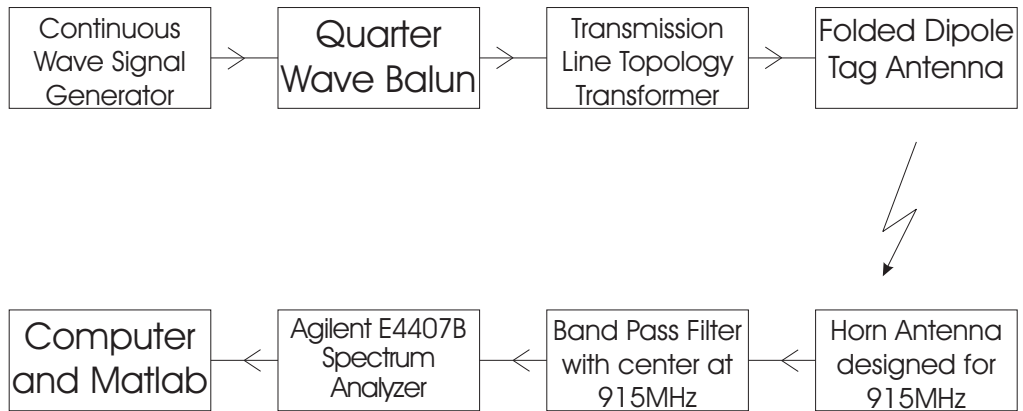 Continuous
Wave Signal
Generator
Quarter
Wave Balun
Transmission
Line Topology
Transformer
Folded Dipole
Tag Antenna
Computer
and Matlab
Agilent E4407B
Spectrum
Analyzer
Band Pass Filter
with center at
915MHz
Horn Antenna
designed for
915MHz